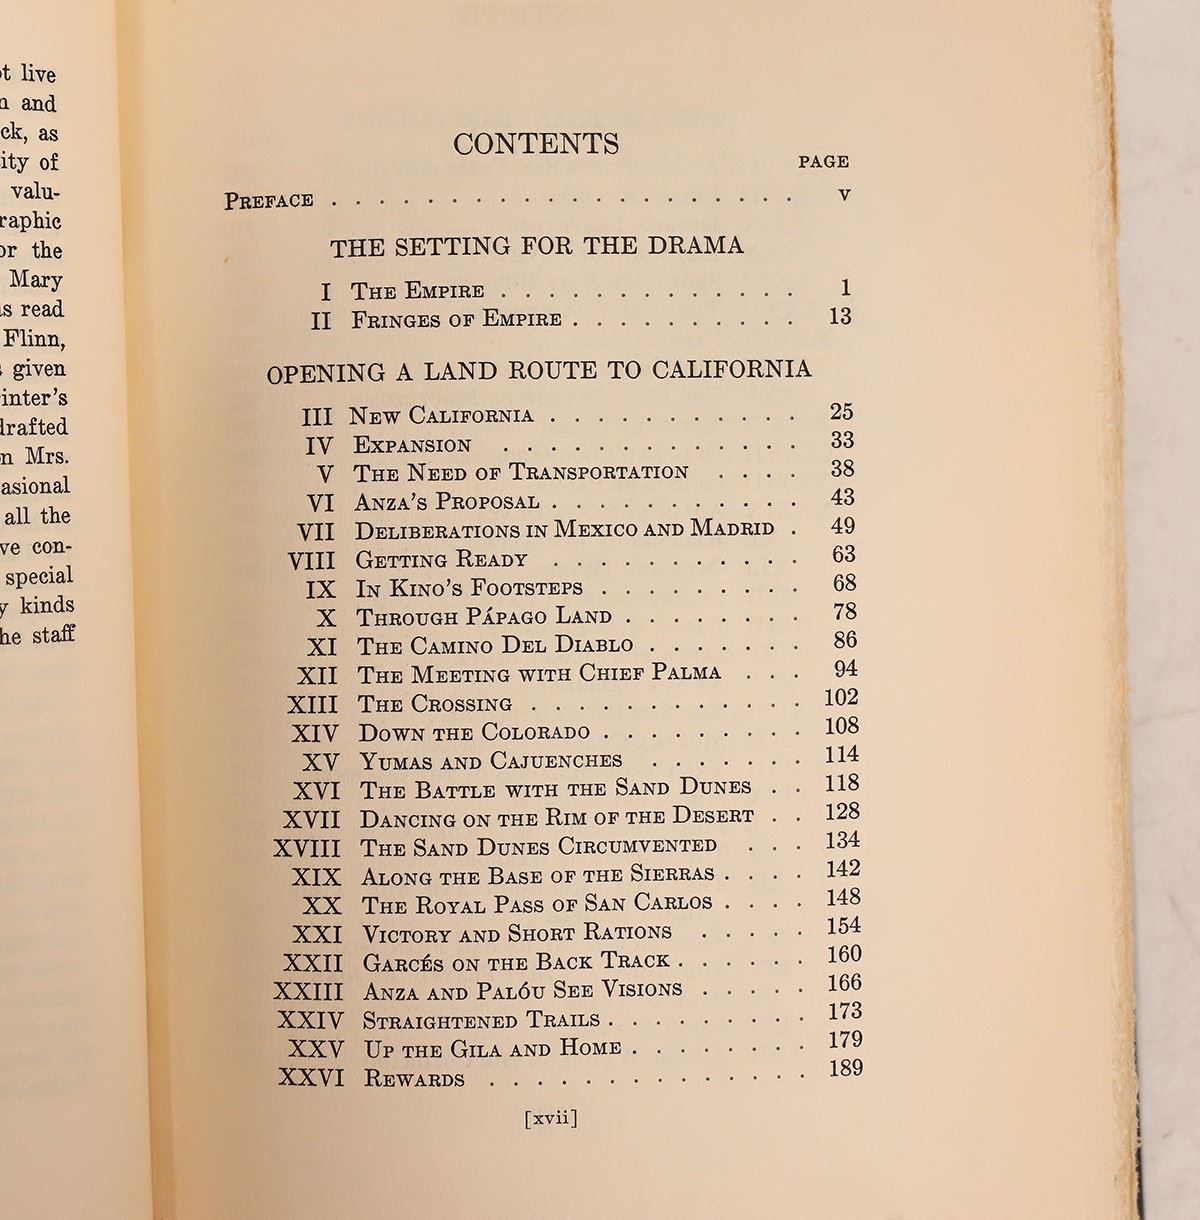 live
and
ck, as
ity of
valu-
raphic
or the
Mary
as read
Flinn,
given
inter's
drafted
n Mrs.
asional
all the
ve con-
special
y kinds
he staff
CONTENTS
PAGE
PREFACE . . . . . . . . . . . . . . . . . . . . v
THE SETTING FOR THE DRAMA
I THE EMPIRE . . . . . . . . . . . . . 1
II FRINGES OF EMPIRE . . . . . . . . . . 13
OPENING A LAND ROUTE TO CALIFORNIA
III NEW CALIFORNIA . . . . . . . . . . . 25
IV EXPANSION . . . . . . . . . . . . . 33
V THE NEED OF TRANSPORTATION . . . . 38
VI ANZA'S PROPOSAL . . . . . . . . . . . 43
VII DELIBERATIONS IN MEXICO AND MADRID . 49
VIII GETTING READY . . . . . . . . . . . 63
IX IN KINO'S FOOTSTEPS . . . . . . . . . 68
X THROUGH PÁPAGO LAND . . . . . . . . 78
XI THE CAMINO DEL DIABLO . . . . . . . 86
XII THE MEETING WITH CHIEF PALMA . . . 94
XIII THE CROSSING . . . . . . . . . . . . 102
XIV DOWN THE COLORADO . . . . . . . . . 108
XV YUMAS AND CAJUENCHES . . . . . . . 114
XVI THE BATTLE WITH THE SAND DUNES . . 118
XVII DANCING ON THE RIM OF THE DESERT . . 128
XVIII THE SAND DUNES CIRCUMVENTED . . . 134
XIX ALONG THE BASE OF THE SIERRAS . . . . 142
XX THE ROYAL PASS OF SAN CARLOS . . . . 148
XXI VICTORY AND SHORT RATIONS . . . . . 154
XXII GARCÉS ON THE BACK TRACK . . . . . . 160
XXIII ANZA AND PALÓU SEE VISIONS . . . . . 166
XXIV STRAIGHTENED TRAILS . . . . . . . . . 173
XXV UP THE GILA AND HOME . . . . . . . . 179
XXVI REWARDS . . . . . . . . . . . . . . 189
[xvii]